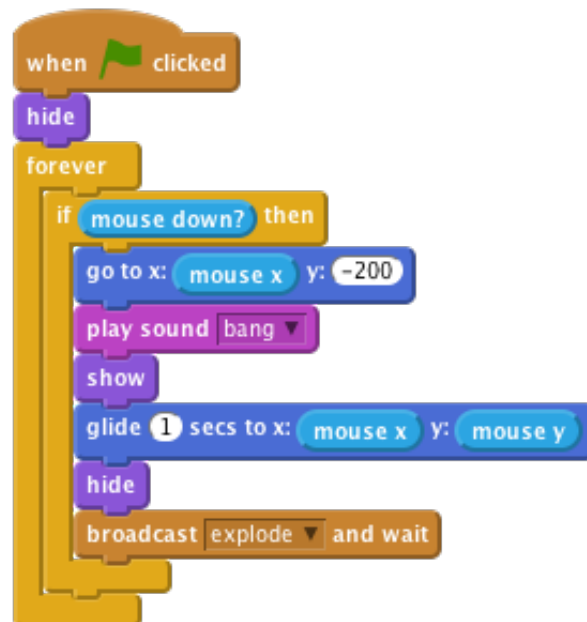 when clicked
hide
forever
if mouse down? then
go to x: mouse x y: -200
play sound bang
show
glide 1 secs to x: mouse x y: mouse y
hide
broadcast explode and wait